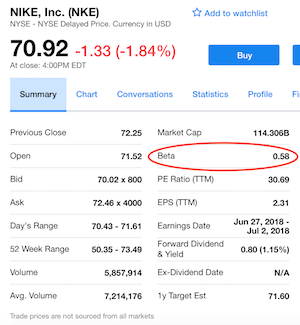 NIKE, Inc. (NKE)
Add to watchlist
NYSE - NYSE Delayed Price. Currency in USD
70.92 -1.33 (-1.84%)
At close: 4:00PM EDT
Buy
Summary Chart Conversations Statistics Profile Fi
Previous Close 72.25
Open 71.52
Bid 70.02 x 800
Ask 72.46 x 4000
Day's Range 70.43 - 71.61
52 Week Range 50.35 - 73.49
Volume 5,857,914
Avg. Volume 7,214,176
Market Cap 114.306B
Beta 0.58
PE Ratio (TTM) 30.69
EPS (TTM) 2.31
Earnings Date Jun 27, 2018 -
Jul 2, 2018
Forward Dividend
& Yield 0.80 (1.15%)
Ex-Dividend Date N/A
1y Target Est 71.60
Trade prices are not sourced from all markets